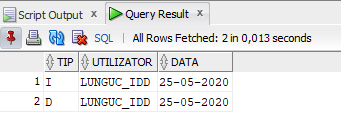 Script Output × Query Result ×
SQL | All Rows Fetched: 2 in 0,013 seconds
TIP UTILIZATOR DATA
1 I LUNGUC_IDD 25-05-2020
2 D LUNGUC_IDD 25-05-2020